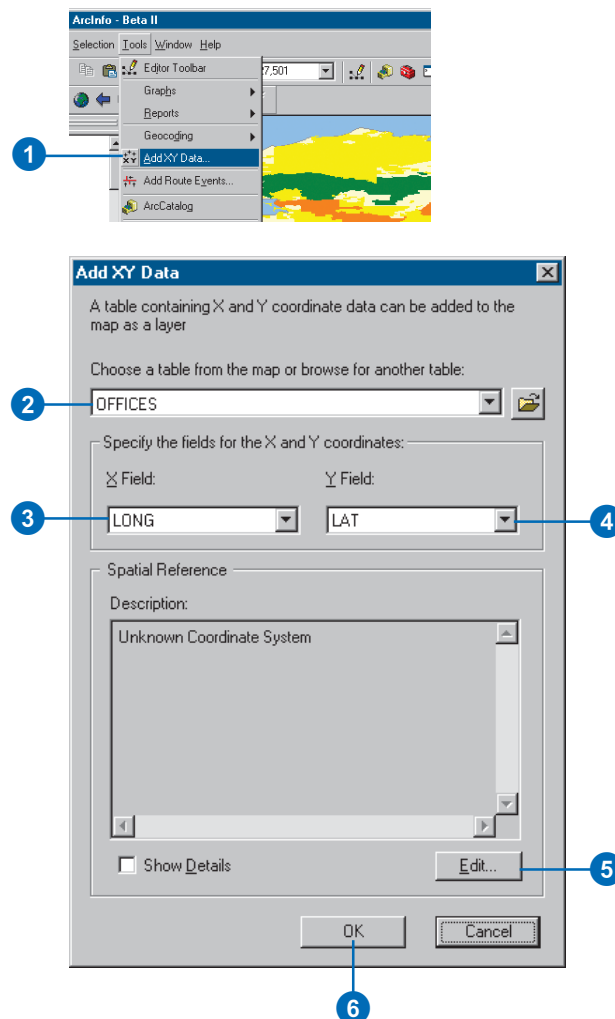 ArcInfo - Beta II
Selection Tools Window Help
Editor Toolbar
7,501
Graphs
Reports
Geocoding
1
Add XY Data...
Add Route Events...
ArcCatalog
Add XY Data
A table containing X and Y coordinate data can be added to the
map as a layer
Choose a table from the map or browse for another table:
2
OFFICES
Specify the fields for the X and Y coordinates:
X Field: Y Field:
3
LONG LAT
4
Spatial Reference
Description:
Unknown Coordinate System
Show Details Edit...
5
OK Cancel
6